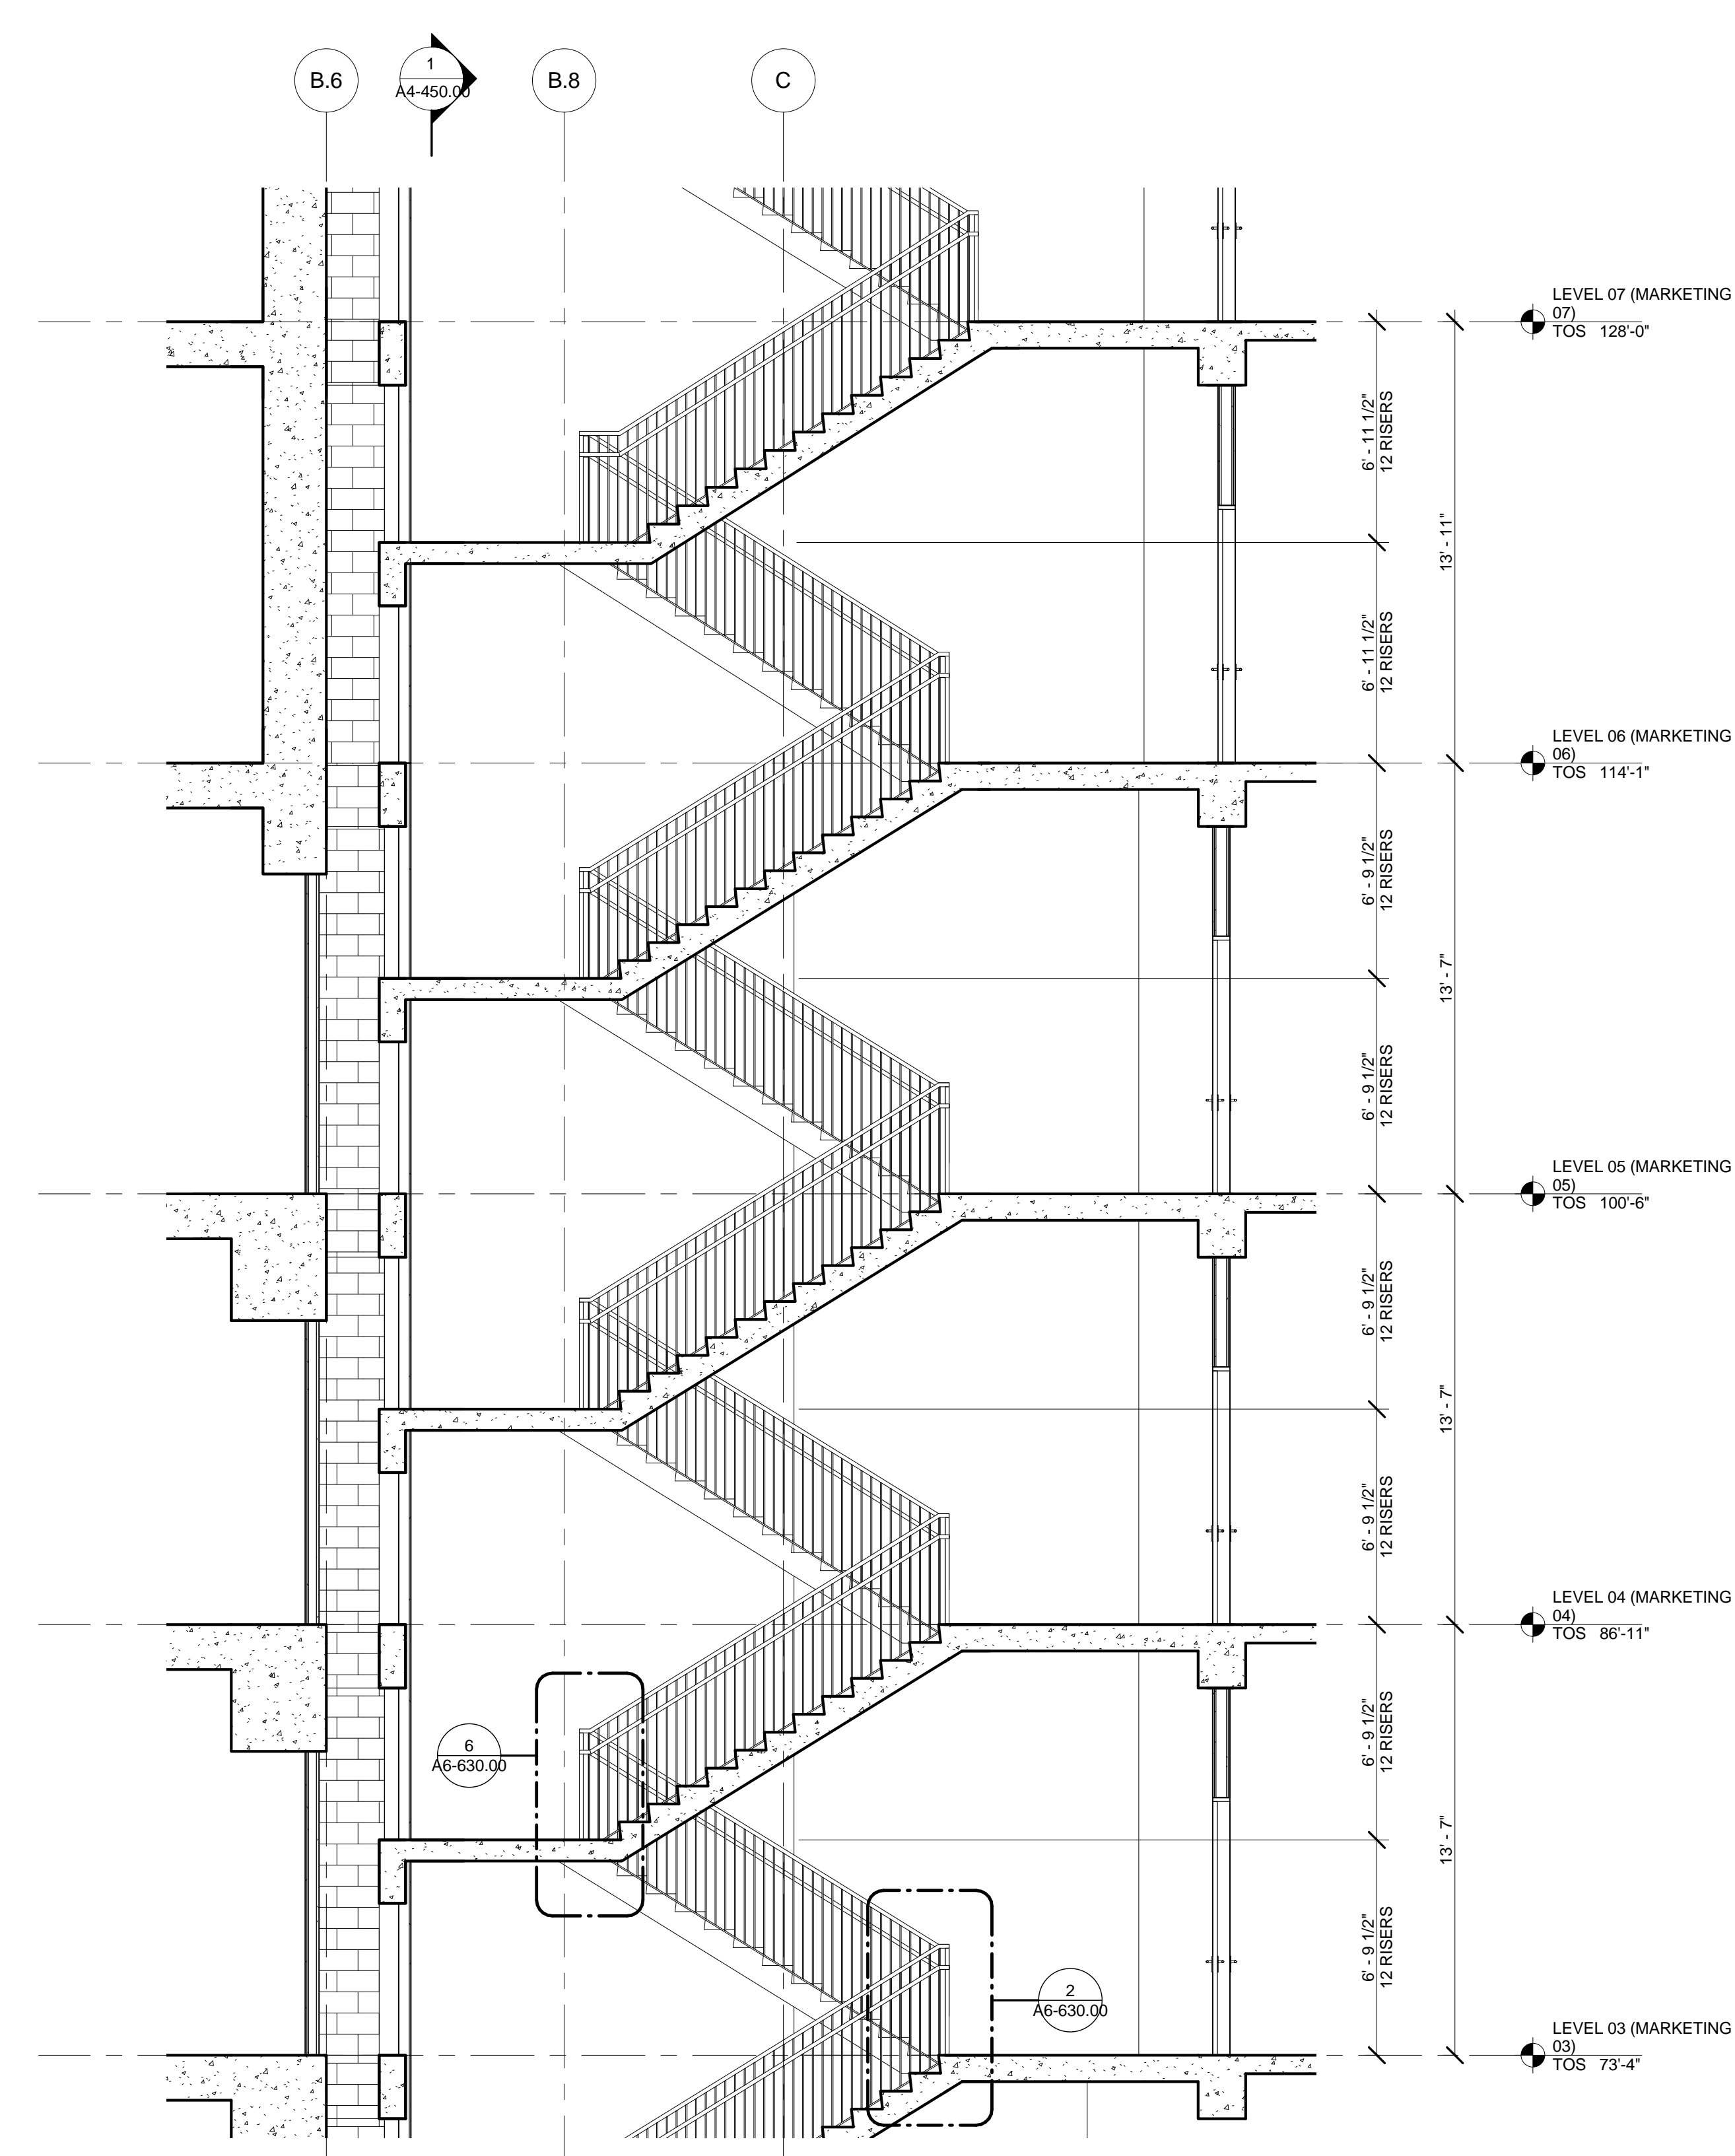 B.6
1
A4-450.00
B.8
C
LEVEL 07 (MARKETING
07)
TOS 128'-0"
6' - 11 1/2"
12 RISERS
13' - 11"
6' - 11 1/2"
12 RISERS
LEVEL 06 (MARKETING
06)
TOS 114'-1"
6' - 9 1/2"
12 RISERS
13' - 7"
6' - 9 1/2"
12 RISERS
LEVEL 05 (MARKETING
05)
TOS 100'-6"
6' - 9 1/2"
12 RISERS
13' - 7"
6' - 9 1/2"
12 RISERS
LEVEL 04 (MARKETING
04)
TOS 86'-11"
6' - 9 1/2"
12 RISERS
6
A6-630.00
13' - 7"
6' - 9 1/2"
12 RISERS
2
A6-630.00
LEVEL 03 (MARKETING
03)
TOS 73'-4"